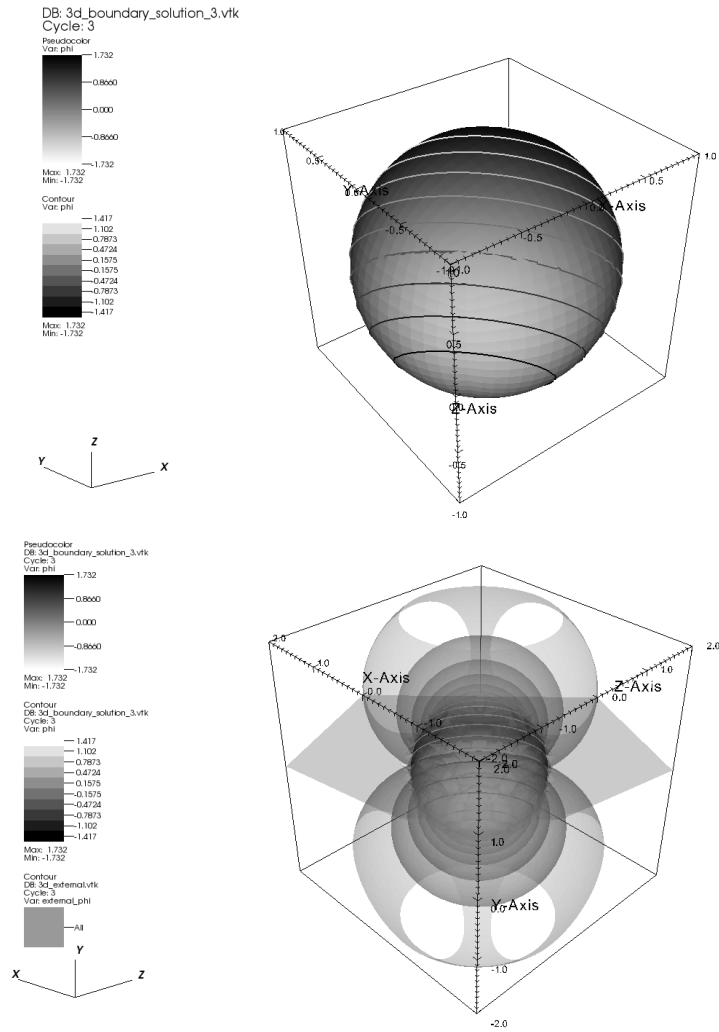 DB: 3d_boundary_solution_3.vtk
Cycle: 3
Pseudocolor
Var: phi
1.732
0.8660
0.000
-0.8660
-1.732
Max: 1.732
Min: -1.732
Contour
Var: phi
1.417
1.102
0.7873
0.4724
0.1575
-0.1575
-0.4724
-0.7873
-1.102
-1.417
Max: 1.732
Min: -1.732
1.0
0.5
Y-Axis
-0.5
1.0
0.5
X-Axis
-0.5
0.5
Z-Axis
-0.5
-1.0
Z
Y
X
Pseudocolor
DB: 3d_boundary_solution_3.vtk
Cycle: 3
Var: phi
1.732
0.8660
0.000
-0.8660
-1.732
Max: 1.732
Min: -1.732
Contour
DB: 3d_boundary_solution_3.vtk
Cycle: 3
Var: phi
1.417
1.102
0.7873
0.4724
0.1575
-0.1575
-0.4724
-0.7873
-1.102
-1.417
Max: 1.732
Min: -1.732
Contour
DB: 3d_external.vtk
Cycle: 3
Var: external_phi
All
2.0
1.0
X-Axis
0.0
-1.0
2.0
1.0
Z-Axis
0.0
-1.0
-2.0
2.0
1.0
Y-Axis
0.0
-1.0
-2.0
Y
X
Z